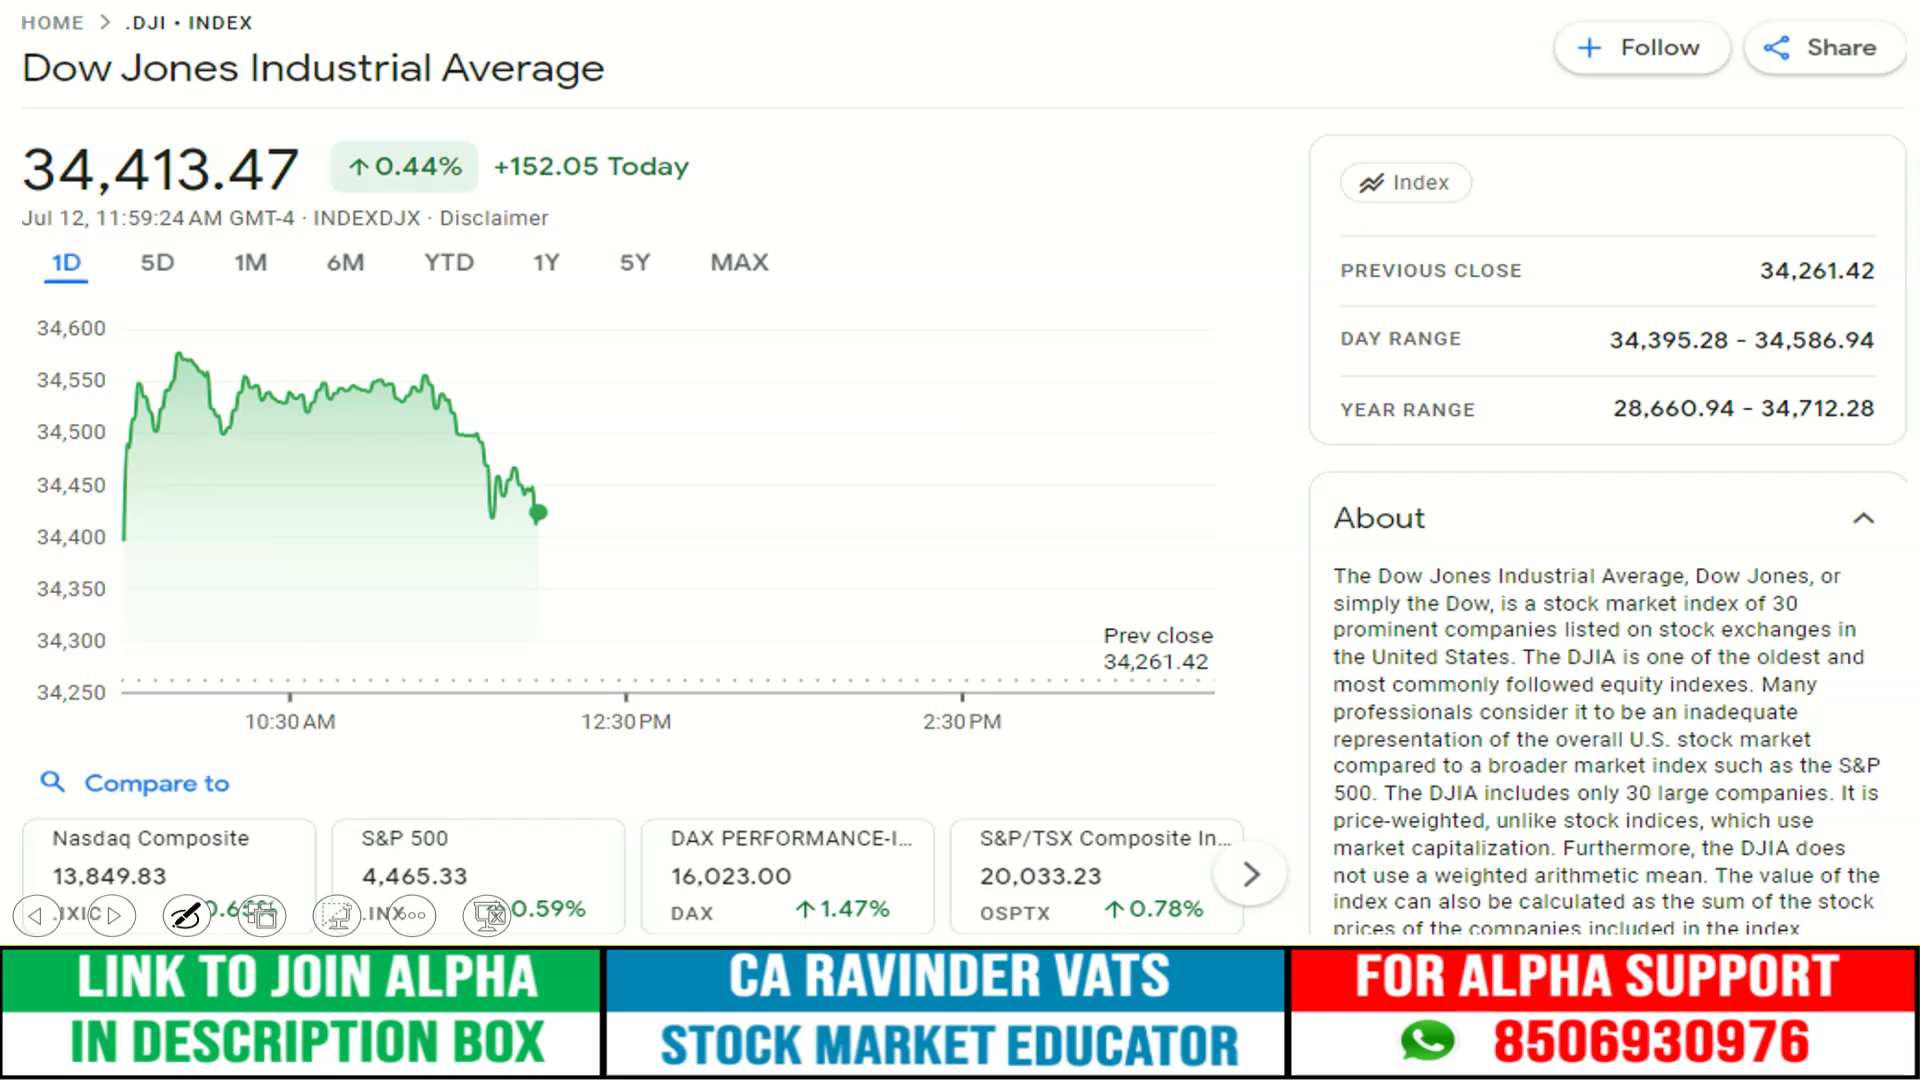 HOME > .DJI • INDEX
Dow Jones Industrial Average
+ Follow
Share
34,413.47
↑ 0.44%
+152.05 Today
Jul 12, 11:59:24 AM GMT-4 · INDEXDJX · Disclaimer
1D 5D 1M 6M YTD 1Y 5Y MAX
34,600
34,550
34,500
34,450
34,400
34,350
34,300
34,250
Prev close
34,261.42
10:30 AM 12:30 PM 2:30 PM
Index
PREVIOUS CLOSE 34,261.42
DAY RANGE 34,395.28 - 34,586.94
YEAR RANGE 28,660.94 - 34,712.28
About
The Dow Jones Industrial Average, Dow Jones, or
simply the Dow, is a stock market index of 30
prominent companies listed on stock exchanges in
the United States. The DJIA is one of the oldest and
most commonly followed equity indexes. Many
professionals consider it to be an inadequate
representation of the overall U.S. stock market
compared to a broader market index such as the S&P
500. The DJIA includes only 30 large companies. It is
price-weighted, unlike stock indices, which use
market capitalization. Furthermore, the DJIA does
not use a weighted arithmetic mean. The value of the
index can also be calculated as the sum of the stock
prices of the companies included in the index
Compare to
Nasdaq Composite
13,849.83
.IXIC
S&P 500
4,465.33
.INX ↑ 0.59%
DAX PERFORMANCE-I...
16,023.00
DAX ↑ 1.47%
S&P/TSX Composite In...
20,033.23
OSPTX ↑ 0.78%
LINK TO JOIN ALPHA
IN DESCRIPTION BOX
CA RAVINDER VATS
STOCK MARKET EDUCATOR
FOR ALPHA SUPPORT
8506930976